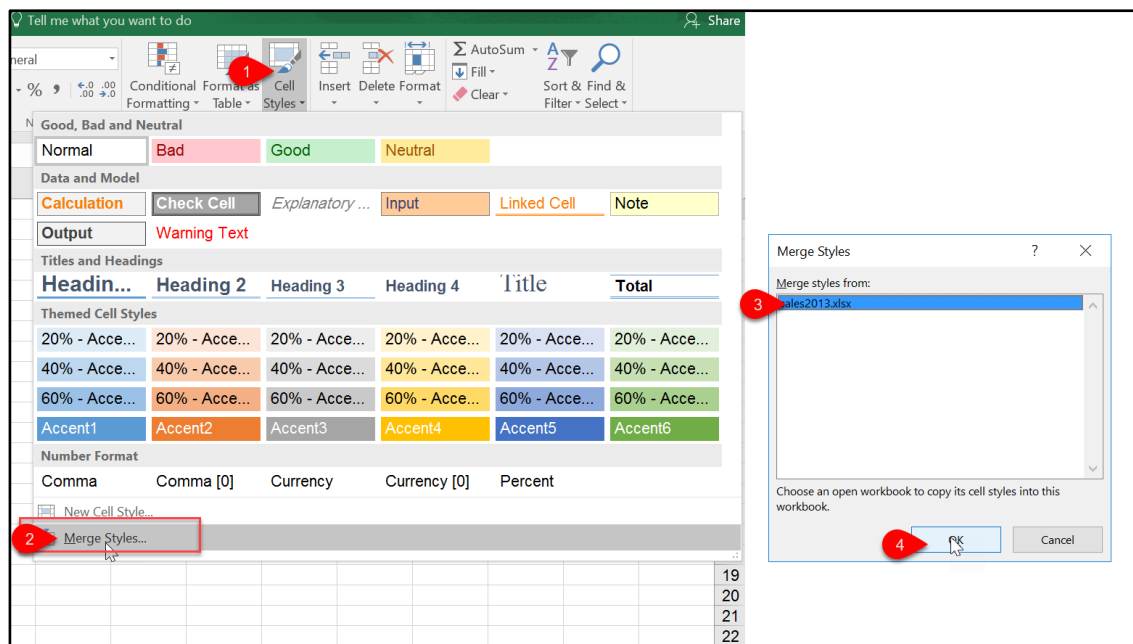 Tell me what you want to do
Share
neral
% , .0 .00 .00 .0
Conditional Formatting
Format as Table
Cell Styles
Insert Delete Format
Σ AutoSum
Fill
Clear
A Z
Sort & Filter
Find & Select
1
N
Good, Bad and Neutral
Normal Bad Good Neutral
Data and Model
Calculation Check Cell Explanatory ... Input Linked Cell Note
Output Warning Text
Titles and Headings
Headin... Heading 2 Heading 3 Heading 4 Title Total
Themed Cell Styles
20% - Acce... 20% - Acce... 20% - Acce... 20% - Acce... 20% - Acce... 20% - Acce...
40% - Acce... 40% - Acce... 40% - Acce... 40% - Acce... 40% - Acce... 40% - Acce...
60% - Acce... 60% - Acce... 60% - Acce... 60% - Acce... 60% - Acce... 60% - Acce...
Accent1 Accent2 Accent3 Accent4 Accent5 Accent6
Number Format
Comma Comma [0] Currency Currency [0] Percent
New Cell Style...
2 Merge Styles...
19
20
21
22
Merge Styles ?
Merge styles from:
3 sales2013.xlsx
Choose an open workbook to copy its cell styles into this
workbook.
4 OK Cancel